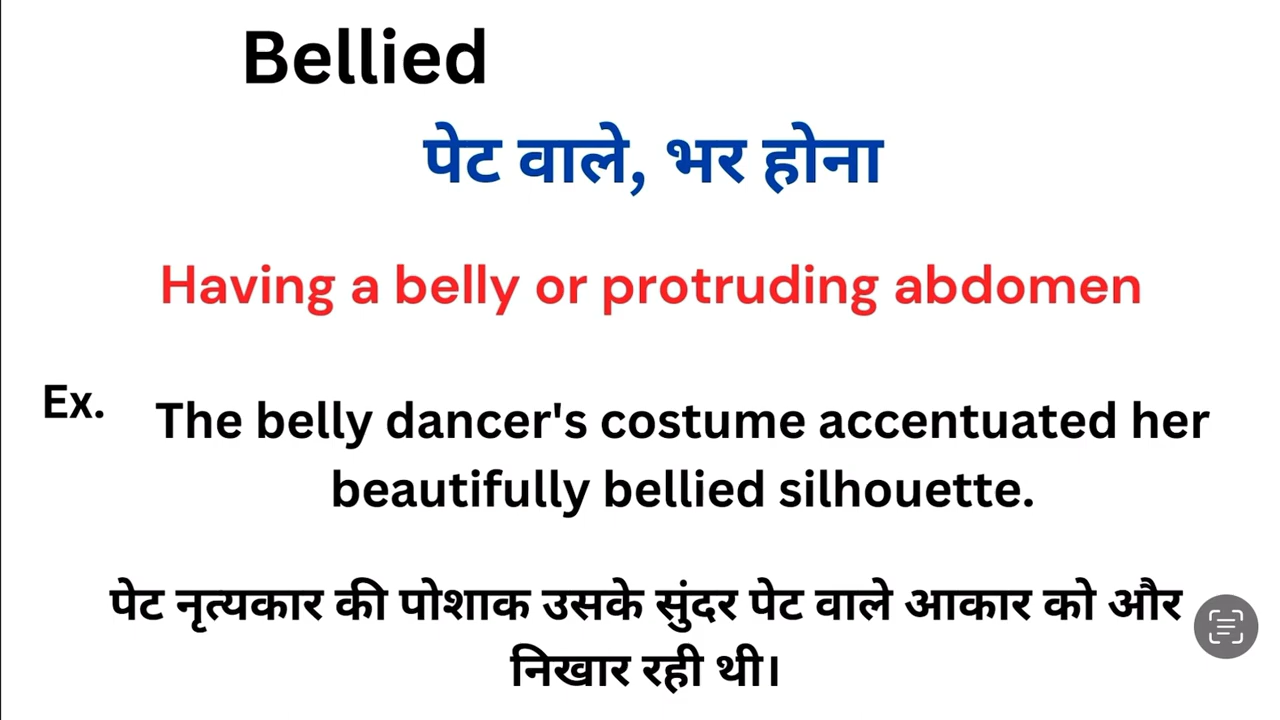 Bellied
पेट वाले, भर होना
Having a belly or protruding abdomen
Ex.
The belly dancer's costume accentuated her
beautifully bellied silhouette.
पेट नृत्यकार की पोशाक उसके सुंदर पेट वाले आकार को और
निखार रही थी।